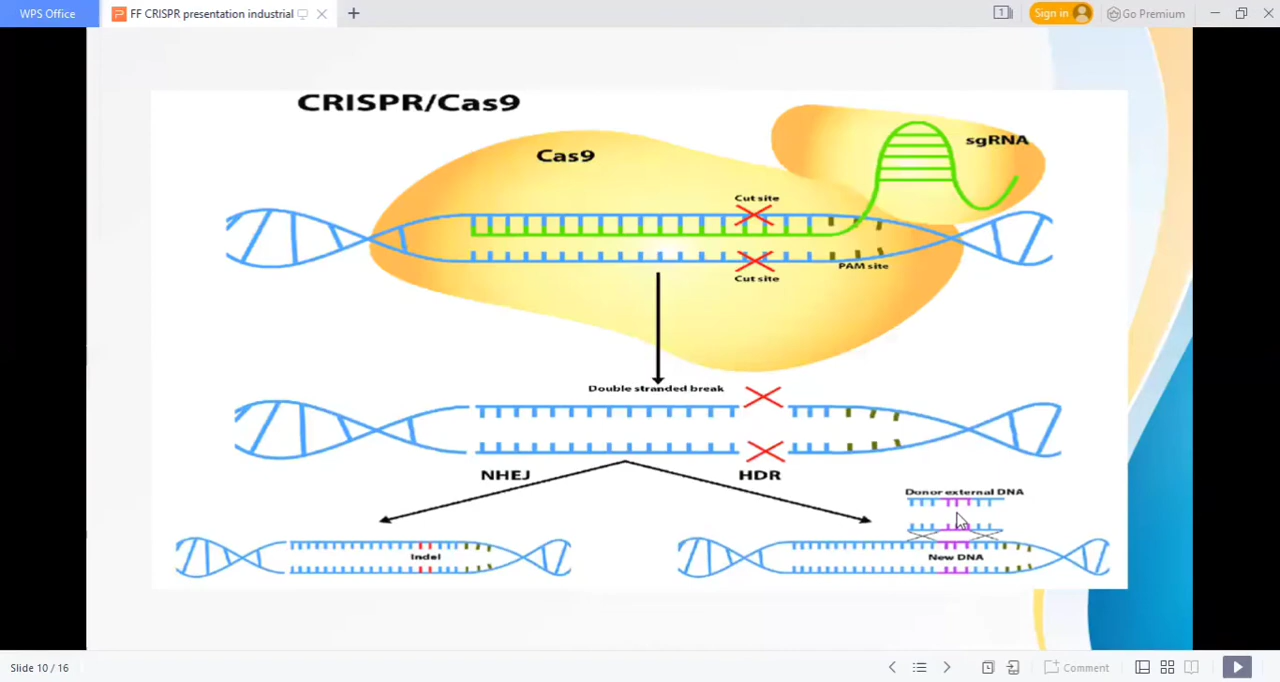 WPS Office
FF CRISPR presentation industrial
1
Sign in
Go Premium
CRISPR/Cas9
sgRNA
Cas9
Cut site
PAM site
Cut site
Double stranded break
NHEJ
HDR
Donor external DNA
Indel
New DNA
Slide 10 / 16
Comment